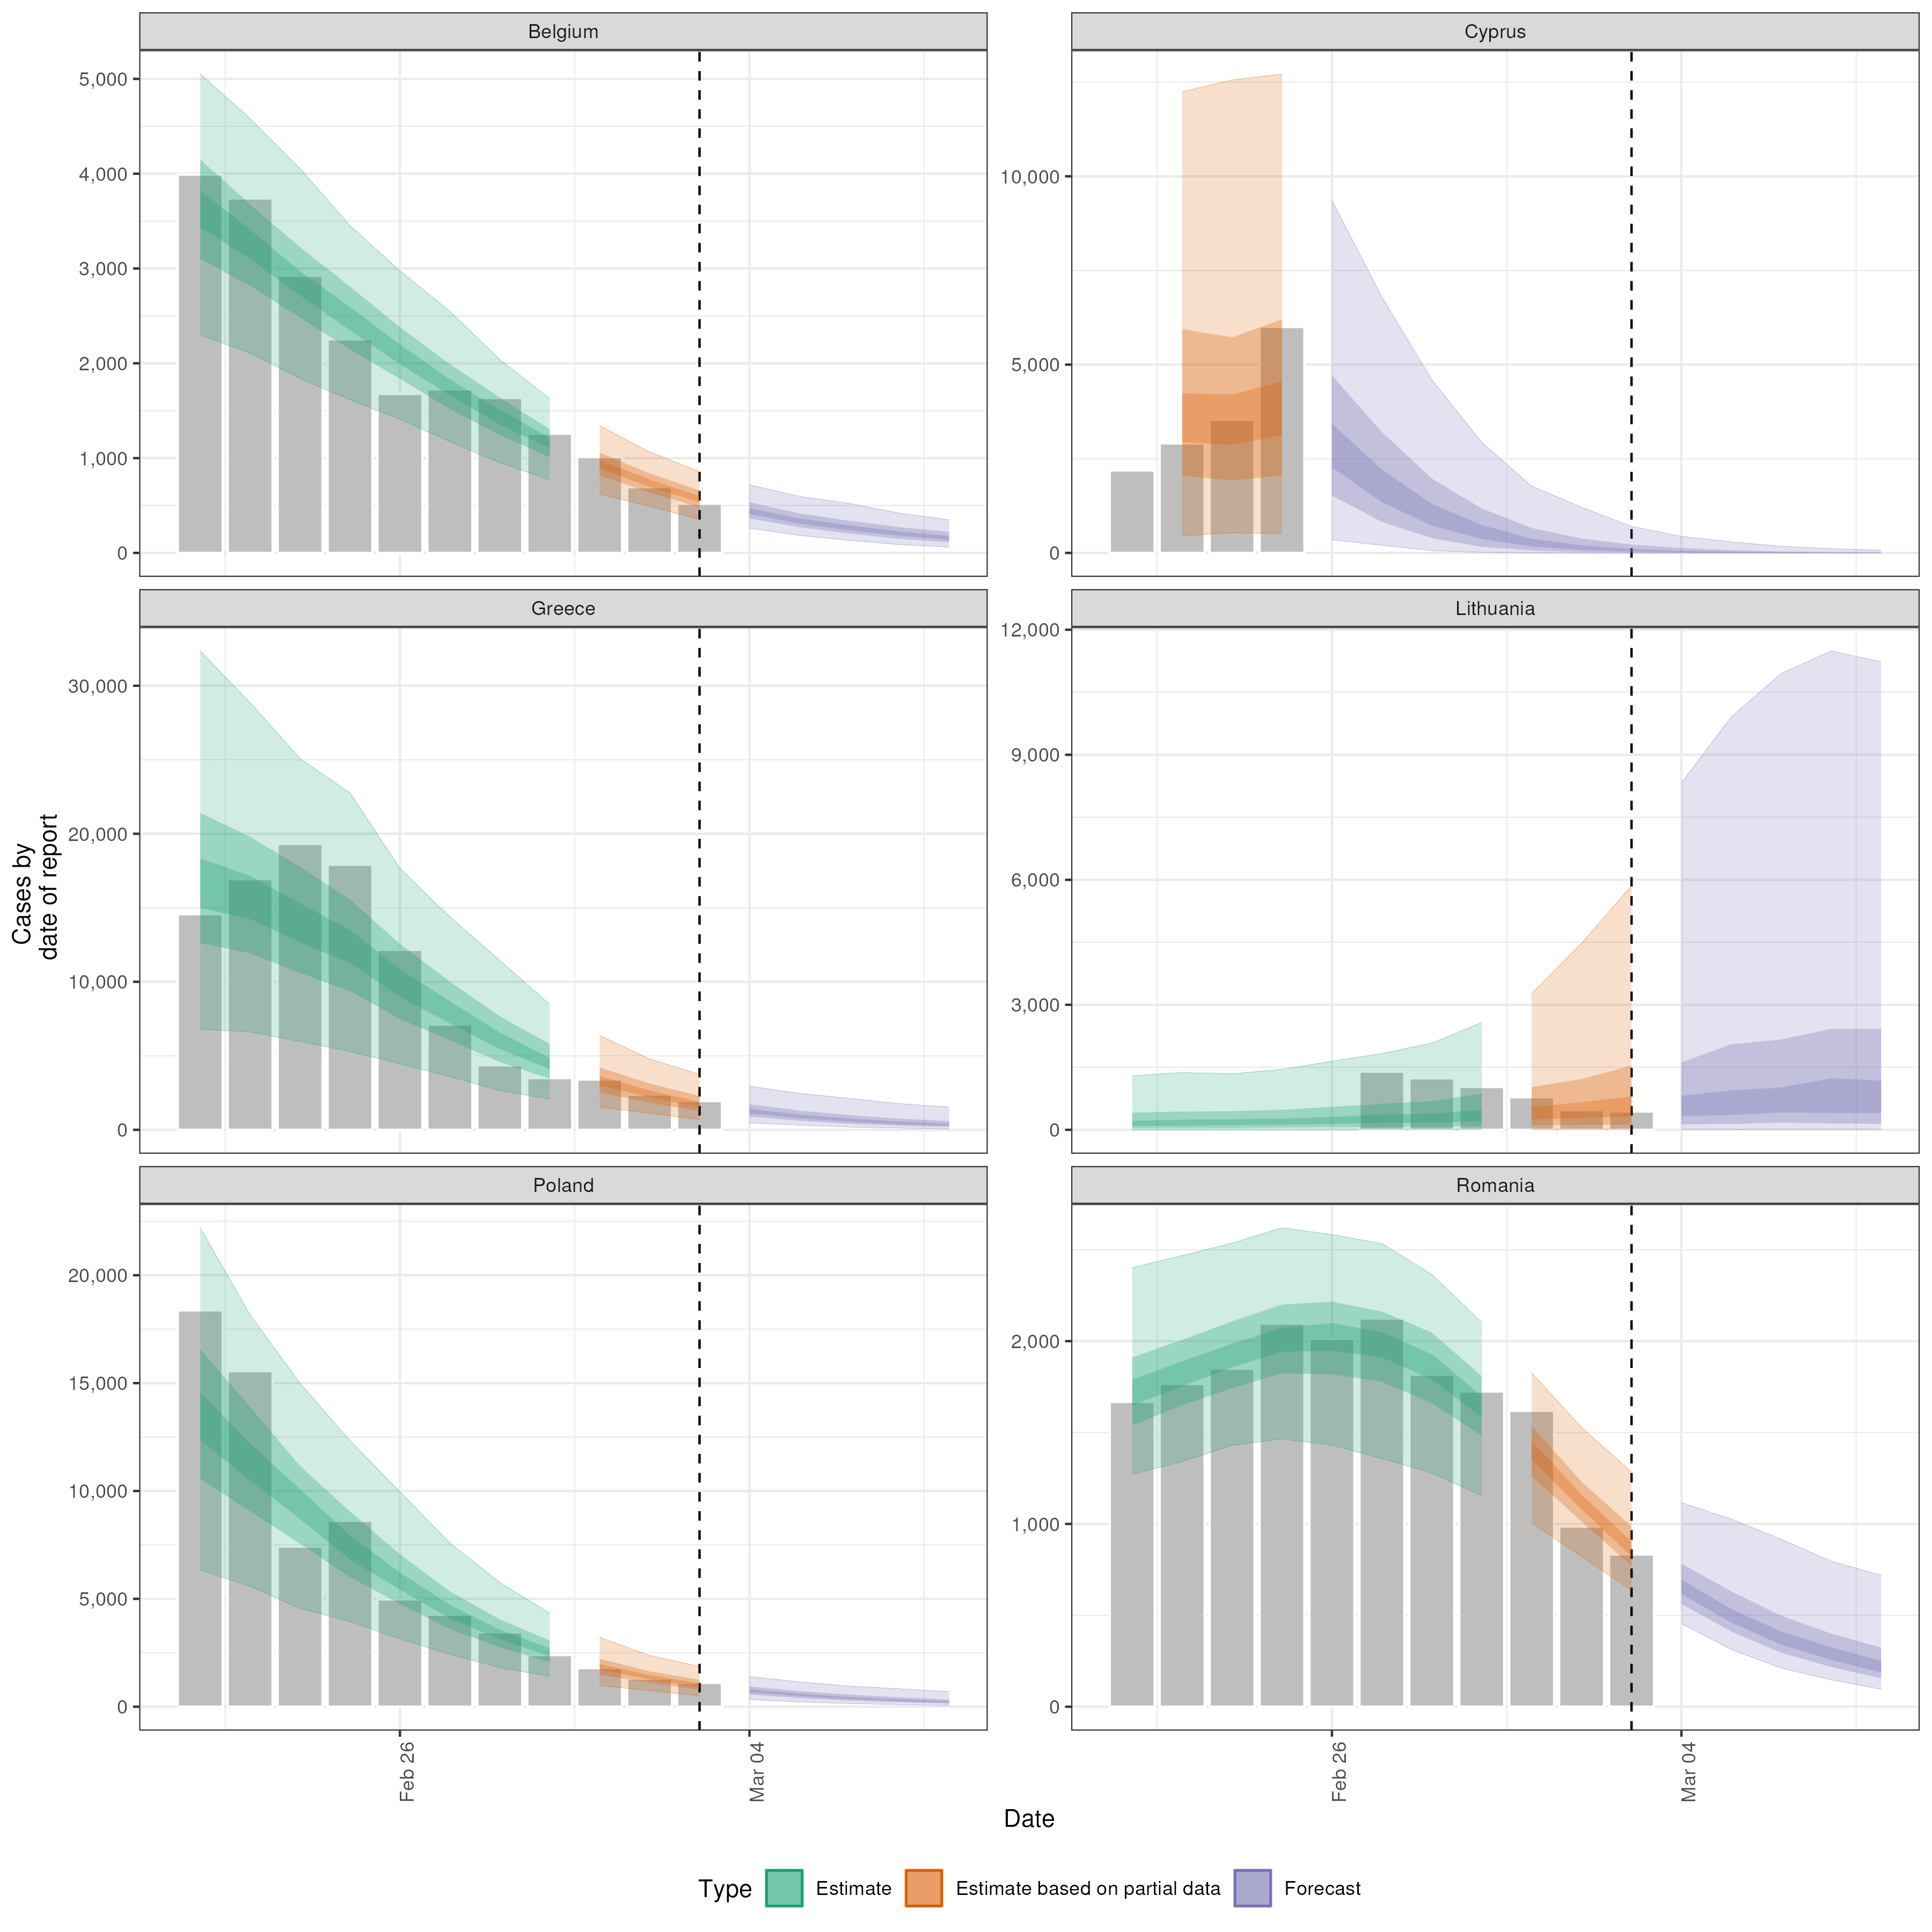 Belgium
Cyprus
5,000
4,000
3,000
2,000
1,000
0
10,000
5,000
0
Greece
Lithuania
30,000
20,000
10,000
0
12,000
9,000
6,000
3,000
0
Cases by
date of report
Poland
Romania
20,000
15,000
10,000
5,000
0
2,000
1,000
0
Feb 26
Mar 04
Feb 26
Mar 04
Date
Type
Estimate
Estimate based on partial data
Forecast